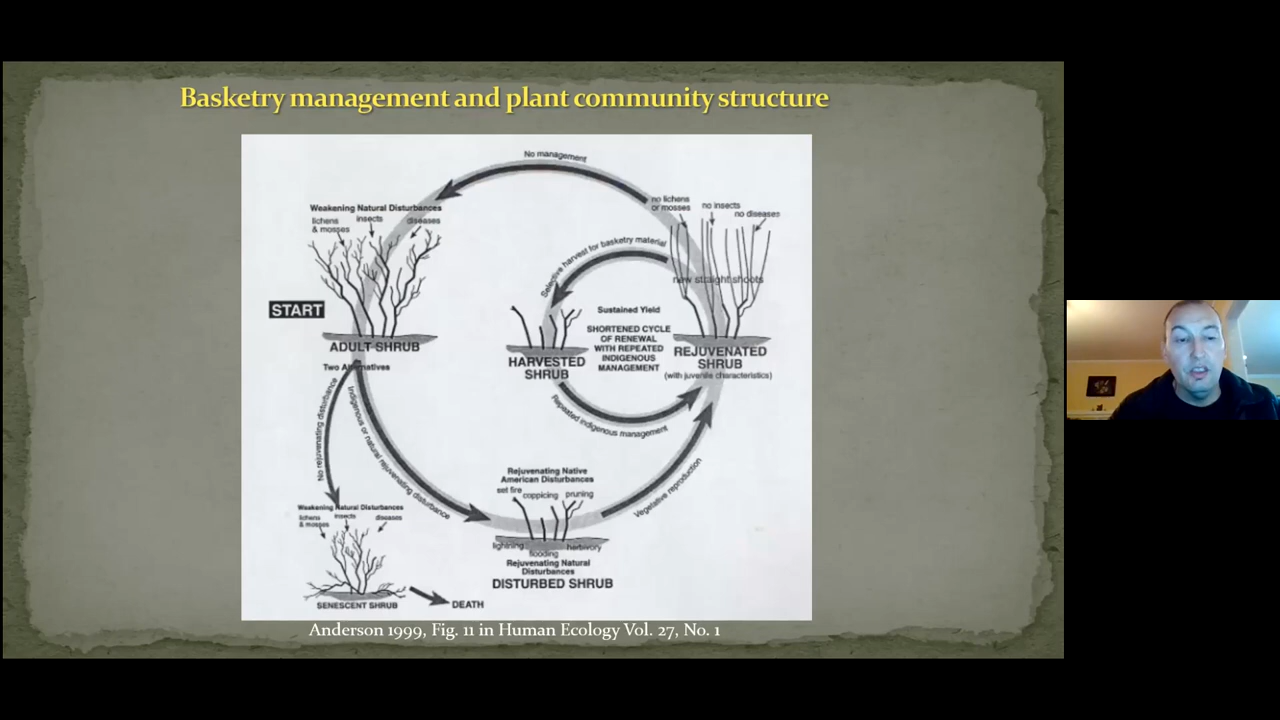 Basketry management and plant community structure
No management
Weakening Natural Disturbances
lichens
& mosses
insects
diseases
no lichens
or mosses
no insects
no diseases
Selective harvest for basketry material
new straight shoots
START
ADULT SHRUB
Two Alternatives
HARVESTED
SHRUB
Sustained Yield
SHORTENED CYCLE
OF RENEWAL
WITH REPEATED
INDIGENOUS
MANAGEMENT
REJUVENATED
SHRUB
(with juvenile characteristics)
Repeated indigenous management
No rejuvenating disturbance
Indigenous or natural rejuvenating disturbance
Vegetative reproduction
Rejuvenating Native
American Disturbances
set fire
coppicing
pruning
lightning
flooding
herbivory
Rejuvenating Natural
Disturbances
DISTURBED SHRUB
Weakening Natural Disturbances
lichens
& mosses
insects
diseases
SENESCENT SHRUB
DEATH
Anderson 1999, Fig. 11 in Human Ecology Vol. 27, No. 1